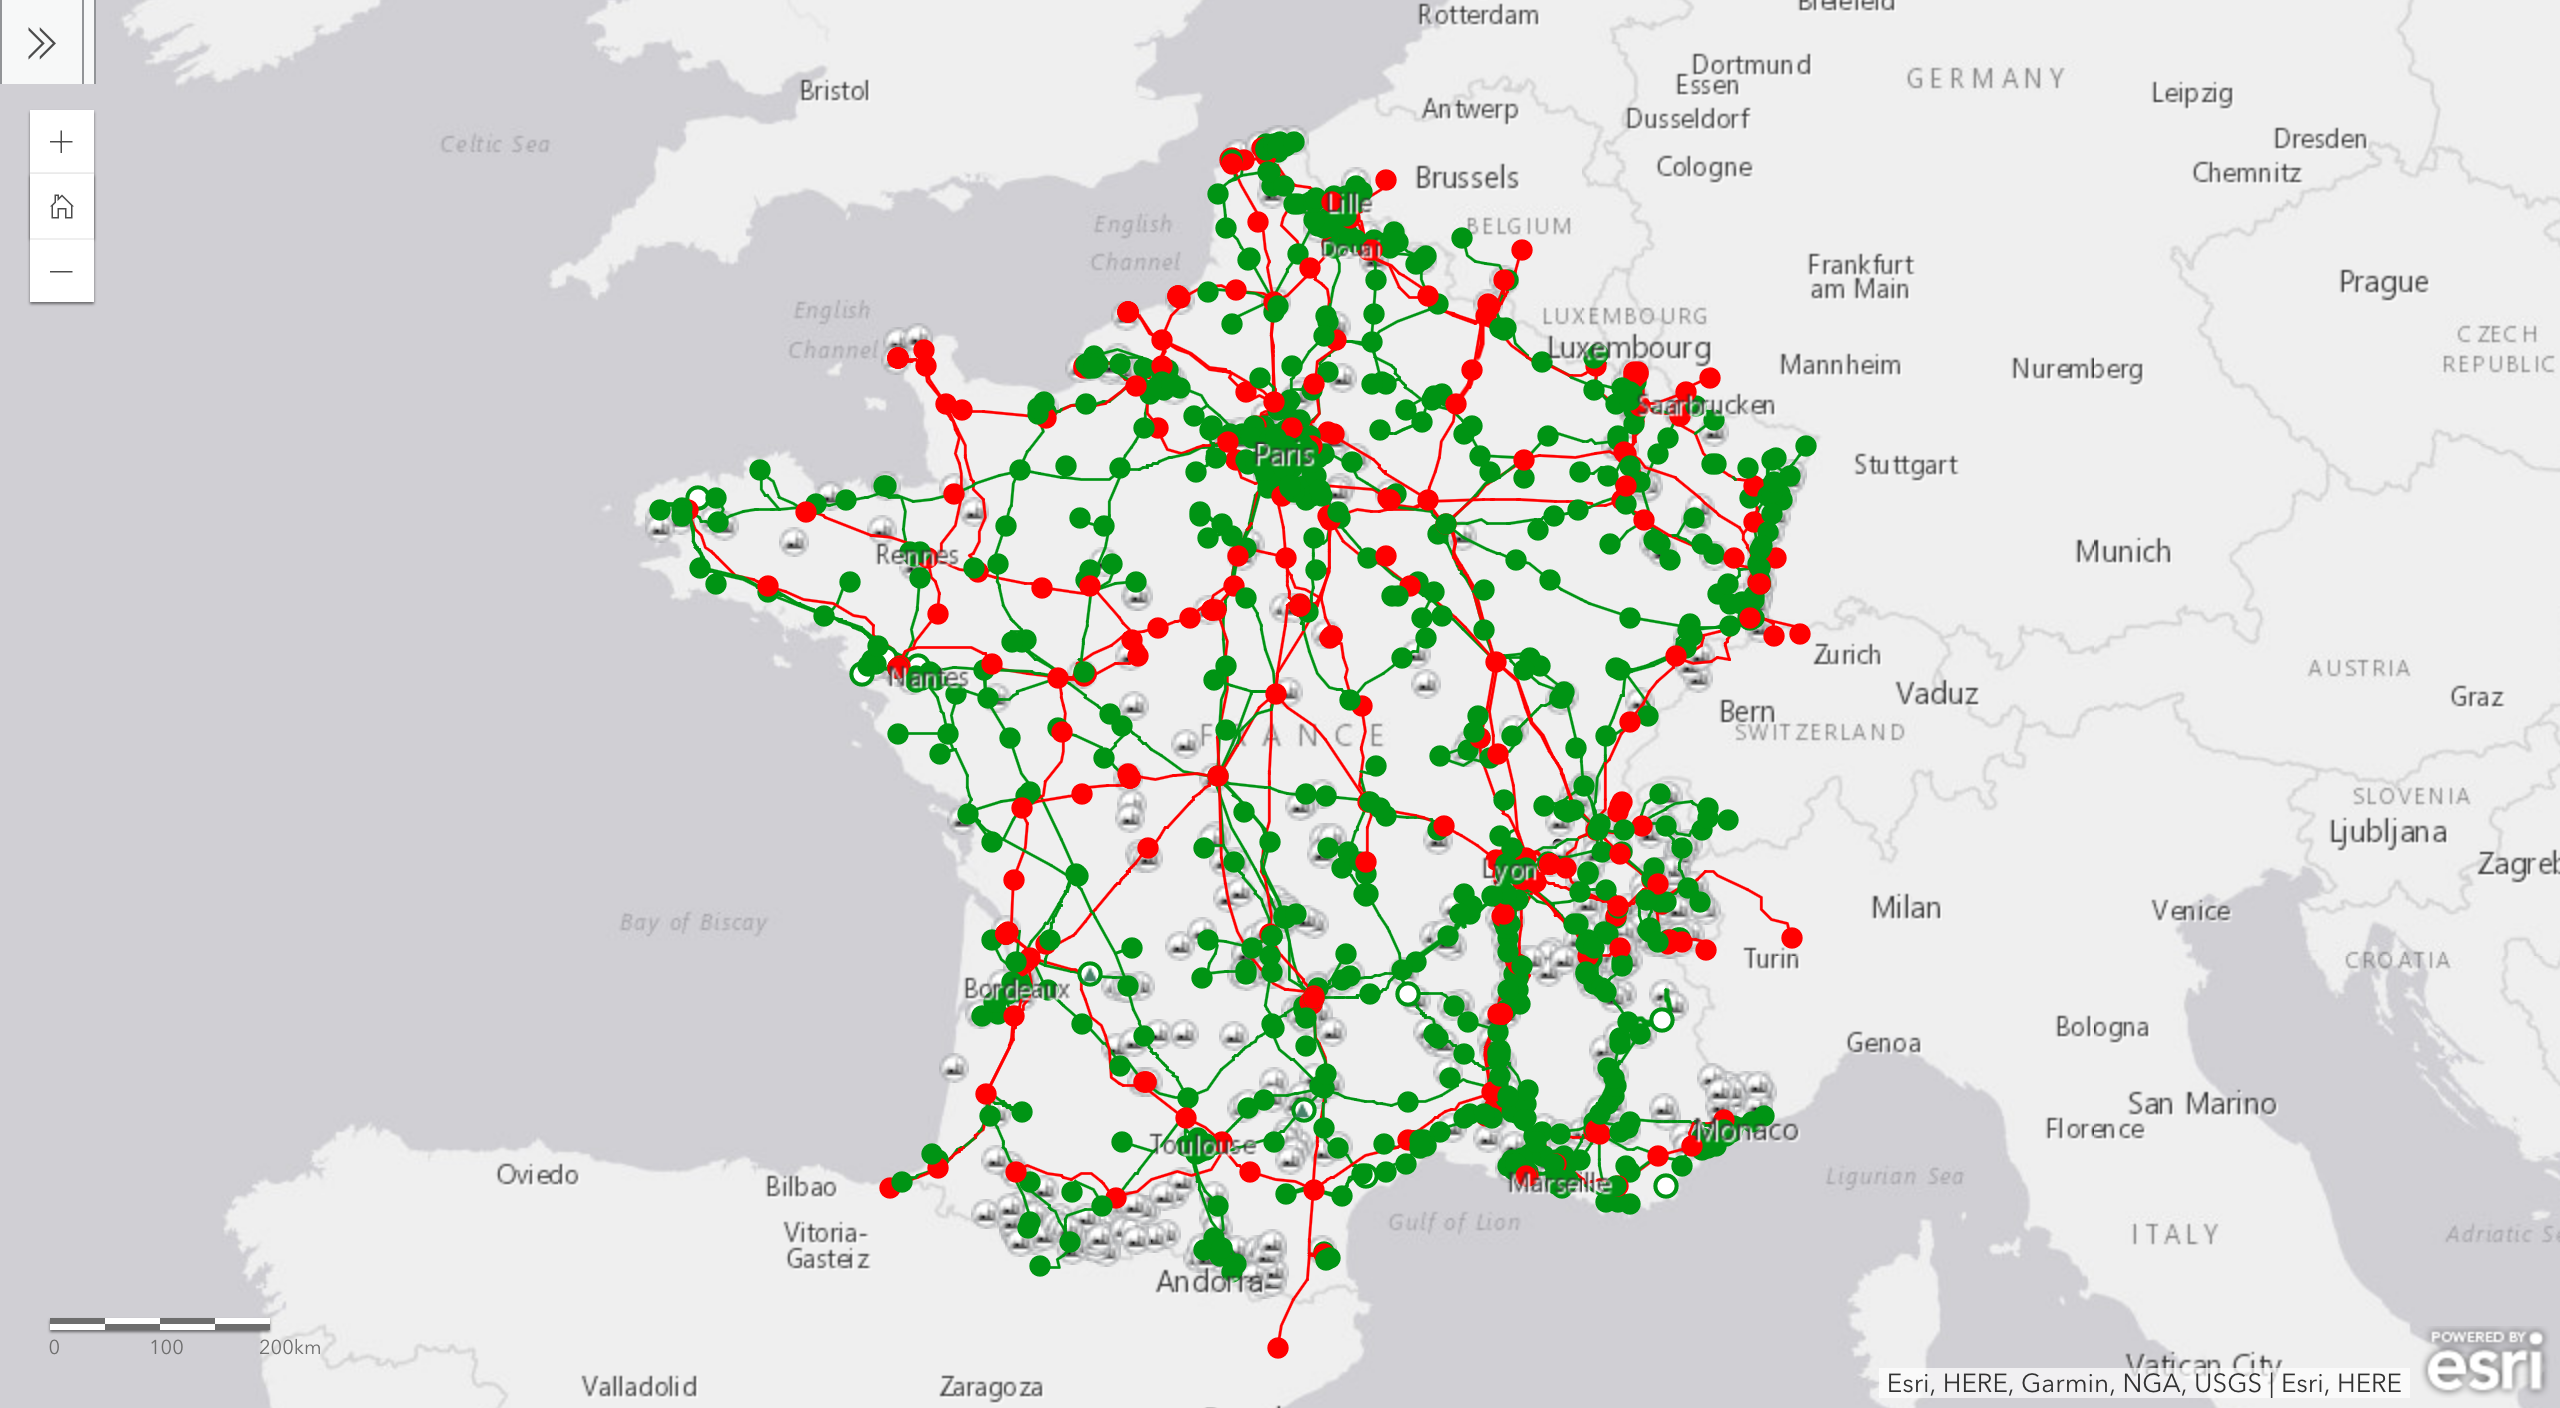 Rotterdam
Bielefeld
Dortmund
Essen
GERMANY
Leipzig
Bristol
Antwerp
Dusseldorf
Dresden
Celtic Sea
Brussels
Cologne
Chemnitz
Lille
English
Channel
BELGIUM
Douai
Frankfurt
am Main
Prague
English
Channel
LUXEMBOURG
Luxembourg
Mannheim
Nuremberg
CZECH
REPUBLIC
Saarbrucken
Paris
Stuttgart
Rennes
Munich
Nantes
Zurich
AUSTRIA
Vaduz
Graz
Bern
SWITZERLAND
FRANCE
SLOVENIA
Ljubljana
Lyon
Zagreb
Bay of Biscay
Milan
Venice
Turin
CROATIA
Bordeaux
Genoa
Bologna
San Marino
Monaco
Florence
Toulouse
Oviedo
Bilbao
Marseille
Ligurian Sea
Vitoria-
Gasteiz
Gulf of Lion
ITALY
Adriatic Se
Andorra
0 100 200km
Vatican City
POWERED BY
esri
Valladolid
Zaragoza
Esri, HERE, Garmin, NGA, USGS | Esri, HERE